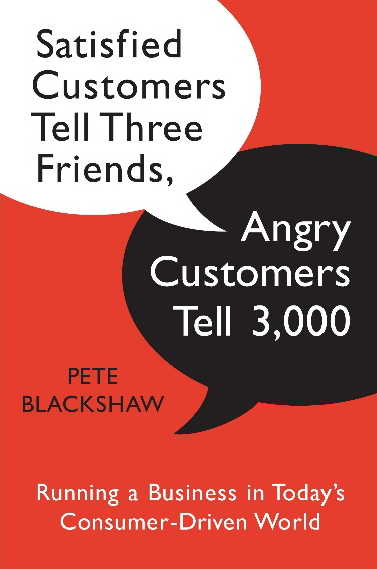 Satisfied
Customers
Tell Three
Friends,
Angry
Customers
Tell 3,000
PETE
BLACKSHAW
Running a Business in Today's
Consumer-Driven World